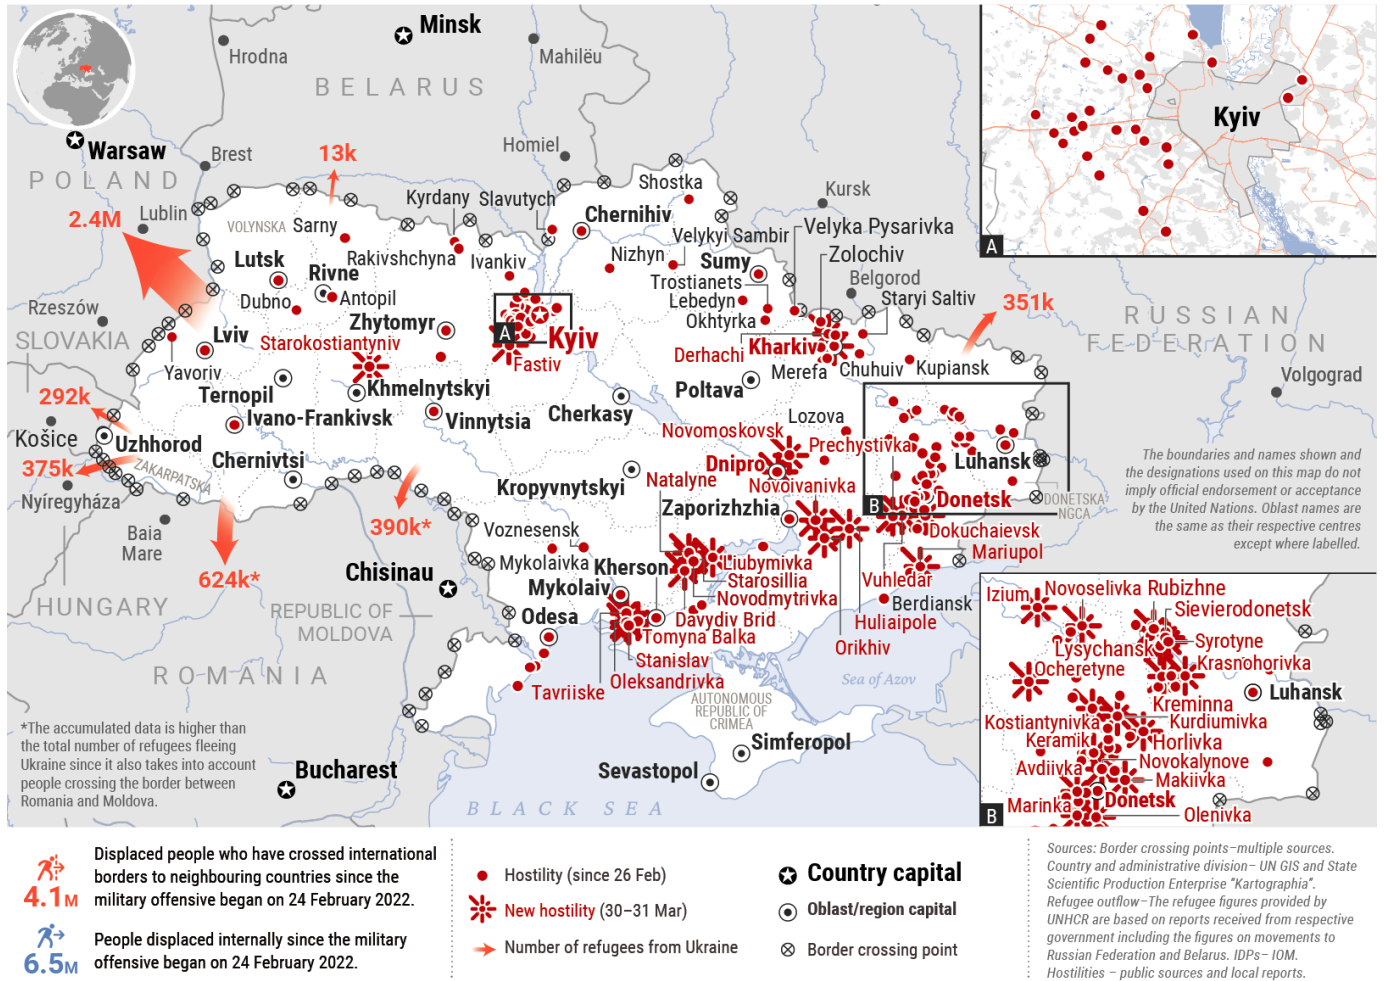 Minsk
Hrodna
Mahilëu
BELARUS
Warsaw
Brest
Homiel
POLAND
13k
2.4M
Lublin
VOLYNSKA
Sarny
Kyrdany
Slavutych
Shostka
Kursk
Chernihiv
Velykyi Sambir
Velyka Pysarivka
Rakivshchyna
Ivankiv
Nizhyn
Zolochiv
Lutsk
Rivne
Sumy
Belgorod
Trostianets
Dubno
Antopil
Lebedyn
Staryi Saltiv
351k
Rzeszów
Zhytomyr
Okhtyrka
RUSSIAN
FEDERATION
SLOVAKIA
Lviv
Starokostiantyniv
A
Kyiv
Derhachi
Kharkiv
Fastiv
Yavoriv
Merefa
Chuhuiv
Kupiansk
Volgograd
Ternopil
Khmelnytskyi
Poltava
292k
Ivano-Frankivsk
Vinnytsia
Cherkasy
Lozova
Košice
Uzhhorod
Novomoskovsk
Prechystivka
375k
ZAKARPATSKA
Chernivtsi
Dnipro
Luhansk
Natalyne
Novoivanivka
Nyíregyháza
Kropyvnytskyi
B
Donetsk
DONETSKA
NGCA
Zaporizhzhia
Baia
Mare
390k*
Voznesensk
Dokuchaievsk
Mariupol
624k*
Chisinau
Mykolaivka
Kherson
Liubymivka
Starosillia
Vuhledar
Mykolaiv
Novodmytrivka
Berdiansk
HUNGARY
REPUBLIC OF
MOLDOVA
Odesa
Davydiv Brid
Huliaipole
Tomyna Balka
Orikhiv
Stanislav
ROMANIA
Oleksandrivka
Tavriiske
Sea of Azov
AUTONOMOUS
REPUBLIC OF
CRIMEA
Simferopol
Sevastopol
Bucharest
BLACK SEA
*The accumulated data is higher than
the total number of refugees fleeing
Ukraine since it also takes into account
people crossing the border between
Romania and Moldova.
Kyiv
A
The boundaries and names shown and
the designations used on this map do not
imply official endorsement or acceptance
by the United Nations. Oblast names are
the same as their respective centres
except where labelled.
Izium
Novoselivka
Rubizhne
Sievierodonetsk
Lysychansk
Syrotyne
Ocheretyne
Krasnohorivka
Luhansk
Kreminna
Kostiantynivka
Kurdiumivka
Keramik
Horlivka
Avdiivka
Novokalynove
Makiivka
Marinka
Donetsk
B
Olenivka
4.1M
Displaced people who have crossed international
borders to neighbouring countries since the
military offensive began on 24 February 2022.
6.5M
People displaced internally since the military
offensive began on 24 February 2022.
Hostility (since 26 Feb)
New hostility (30–31 Mar)
Number of refugees from Ukraine
Country capital
Oblast/region capital
Border crossing point
Sources: Border crossing points–multiple sources.
Country and administrative division– UN GIS and State
Scientific Production Enterprise "Kartographia".
Refugee outflow–The refugee figures provided by
UNHCR are based on reports received from respective
government including the figures on movements to
Russian Federation and Belarus. IDPs– IOM.
Hostilities – public sources and local reports.